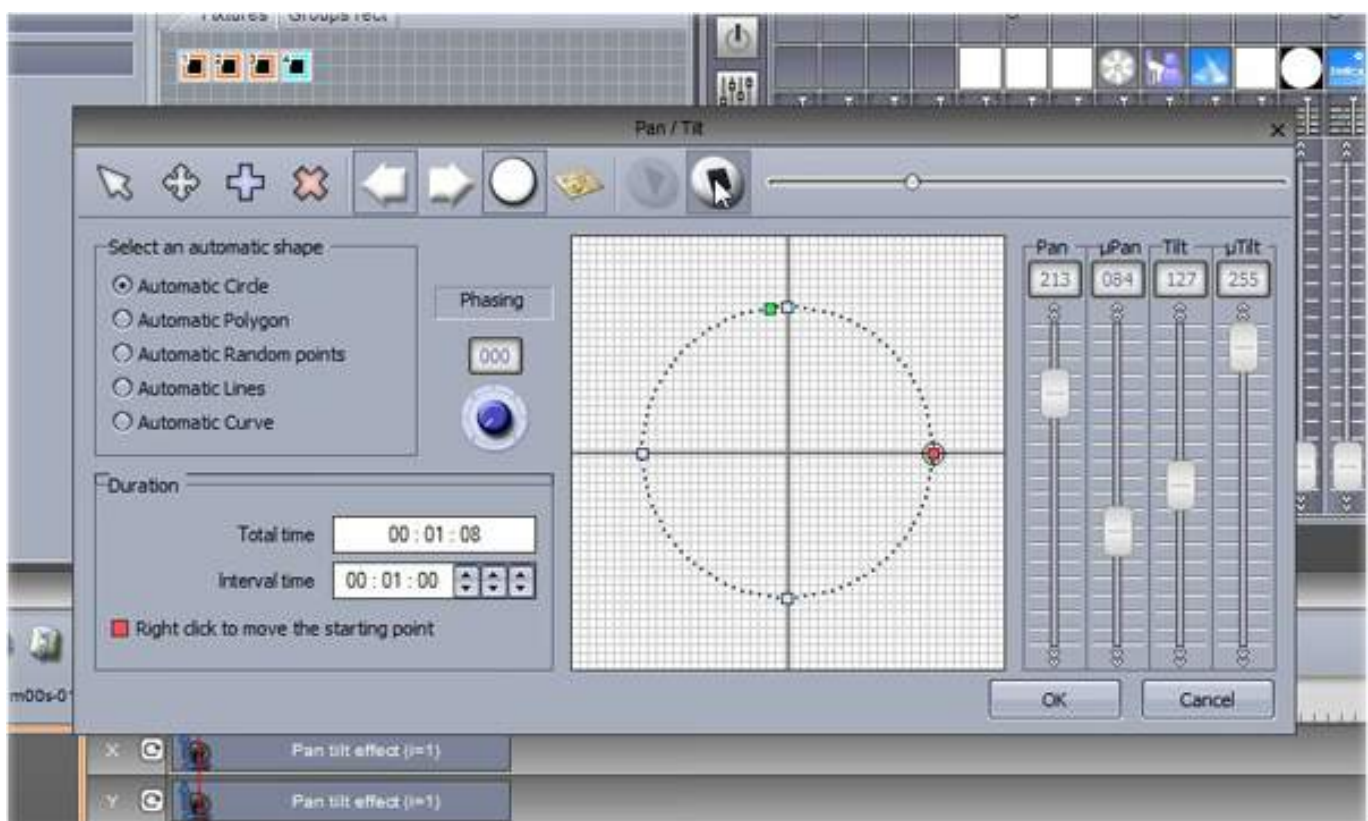 Fixtures Groups rect
Pan / Tilt
Select an automatic shape
Automatic Circle
Automatic Polygon
Automatic Random points
Automatic Lines
Automatic Curve
Phasing
000
Duration
Total time 00 : 01 : 08
Interval time 00 : 01 : 00
Right click to move the starting point
Pan µPan Tilt µTilt
213 084 127 255
OK Cancel
m00s-01
X Pan tilt effect (i=1)
Y Pan tilt effect (i=1)